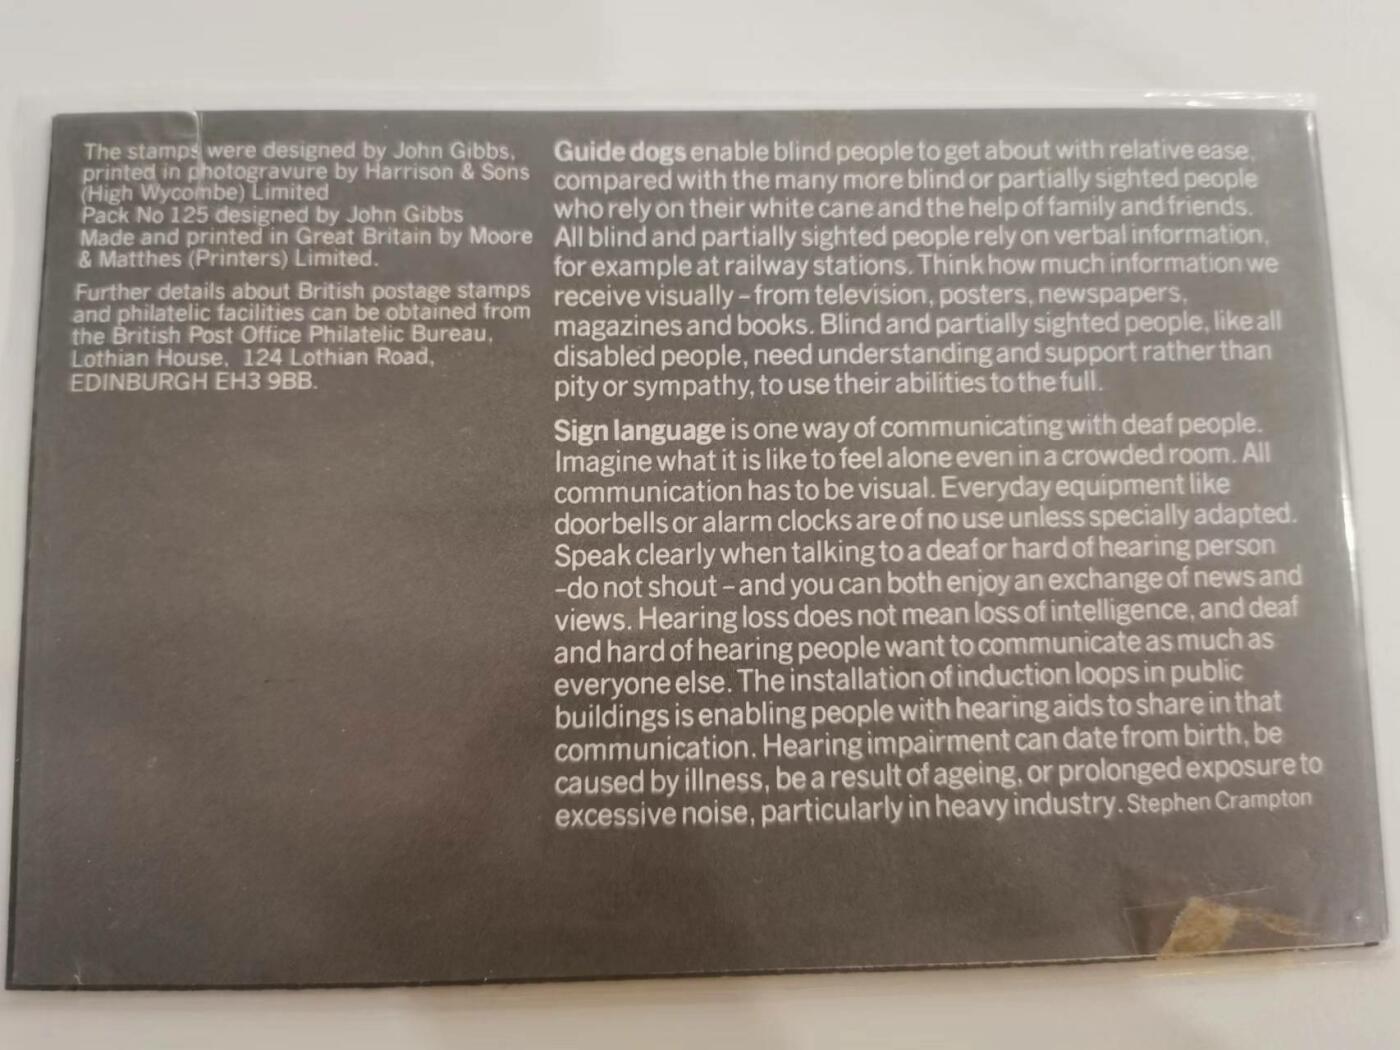 The stamps were designed by John Gibbs,
printed in photogravure by Harrison & Sons
(High Wycombe) Limited
Pack No 125 designed by John Gibbs
Made and printed in Great Britain by Moore
& Matthes (Printers) Limited.
Further details about British postage stamps
and philatelic facilities can be obtained from
the British Post Office Philatelic Bureau,
Lothian House, 124 Lothian Road,
EDINBURGH EH3 9BB.
Guide dogs enable blind people to get about with relative ease,
compared with the many more blind or partially sighted people
who rely on their white cane and the help of family and friends.
All blind and partially sighted people rely on verbal information,
for example at railway stations. Think how much information we
receive visually – from television, posters, newspapers,
magazines and books. Blind and partially sighted people, like all
disabled people, need understanding and support rather than
pity or sympathy, to use their abilities to the full.
Sign language is one way of communicating with deaf people.
Imagine what it is like to feel alone even in a crowded room. All
communication has to be visual. Everyday equipment like
doorbells or alarm clocks are of no use unless specially adapted.
Speak clearly when talking to a deaf or hard of hearing person
– do not shout – and you can both enjoy an exchange of news and
views. Hearing loss does not mean loss of intelligence, and deaf
and hard of hearing people want to communicate as much as
everyone else. The installation of induction loops in public
buildings is enabling people with hearing aids to share in that
communication. Hearing impairment can date from birth, be
caused by illness, be a result of ageing, or prolonged exposure to
excessive noise, particularly in heavy industry. Stephen Crampton